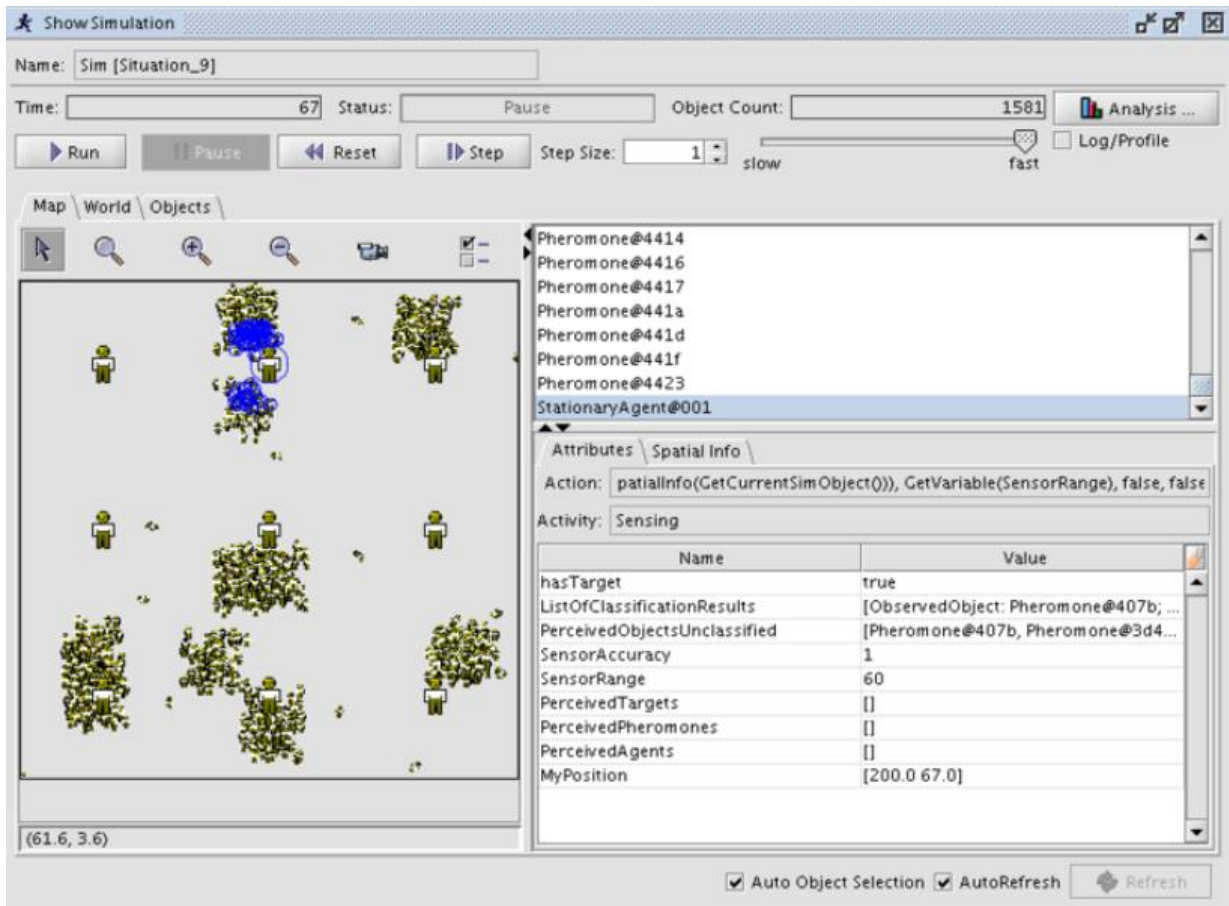 Show Simulation
Name: Sim [Situation_9]
Time: 67 Status: Pause Object Count: 1581 Analysis ...
Run Pause Reset Step Step Size: 1 slow fast Log/Profile
Map World Objects
Pheromone@4414
Pheromone@4416
Pheromone@4417
Pheromone@441a
Pheromone@441d
Pheromone@441f
Pheromone@4423
StationaryAgent@001
Attributes Spatial Info
Action: patialInfo(GetCurrentSimObject())), GetVariable(SensorRange), false, false
Activity: Sensing
Name Value
hasTarget true
ListOfClassificationResults [ObservedObject: Pheromone@407b; ...
PerceivedObjectsUnclassified [Pheromone@407b, Pheromone@3d4...
SensorAccuracy 1
SensorRange 60
PerceivedTargets []
PerceivedPheromones []
PerceivedAgents []
MyPosition [200.0 67.0]
(61.6, 3.6)
Auto Object Selection AutoRefresh Refresh